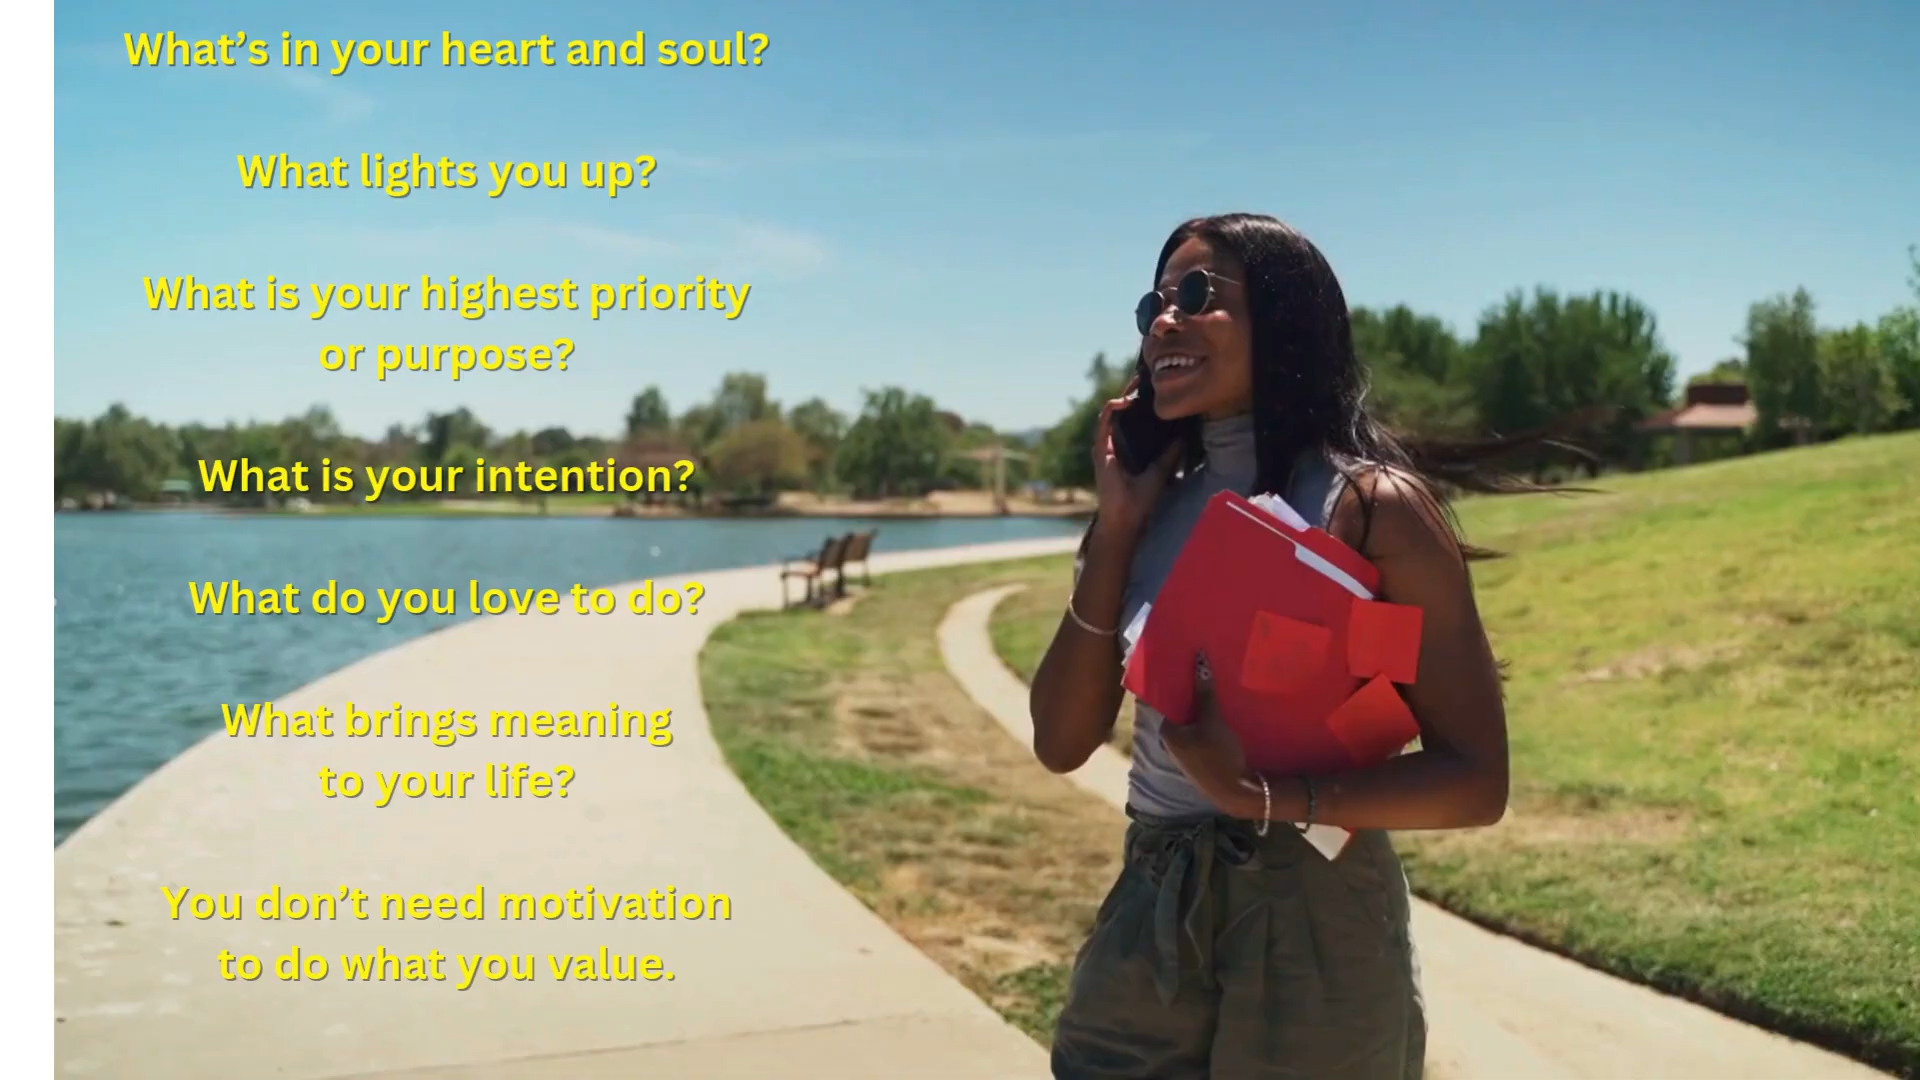 What’s in your heart and soul?
What lights you up?
What is your highest priority
or purpose?
What is your intention?
What do you love to do?
What brings meaning
to your life?
You don’t need motivation
to do what you value.